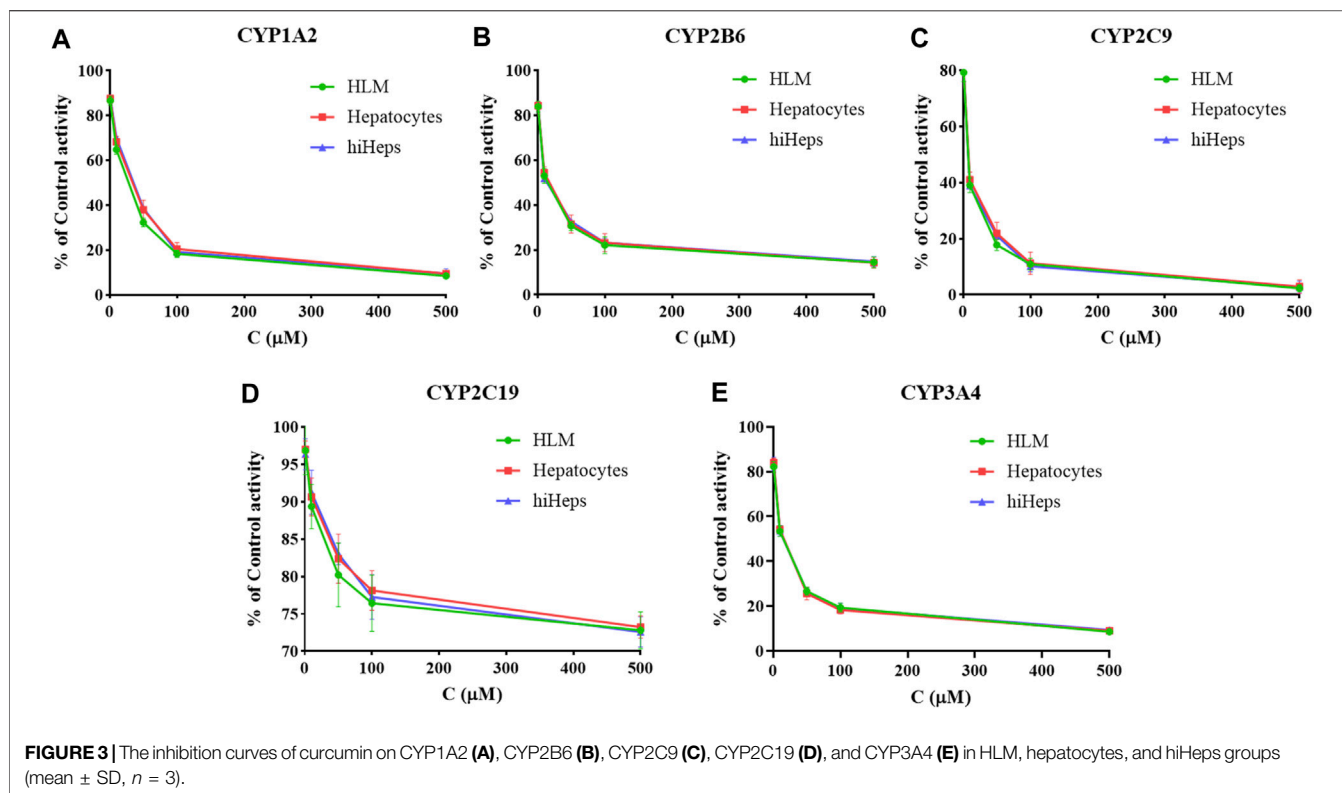 A
CYP1A2
% of Control activity
100
80
60
40
20
0
0 100 200 300 400 500
C (μM)
HLM
Hepatocytes
hiHeps
B
CYP2B6
% of Control activity
100
80
60
40
20
0
0 100 200 300 400 500
C (μM)
HLM
Hepatocytes
hiHeps
C
CYP2C9
% of Control activity
80
60
40
20
0
0 100 200 300 400 500
C (μM)
HLM
Hepatocytes
hiHeps
D
CYP2C19
% of Control activity
100
95
90
85
80
75
70
0 100 200 300 400 500
C (μM)
HLM
Hepatocytes
hiHeps
E
CYP3A4
% of Control activity
100
80
60
40
20
0
0 100 200 300 400 500
C (μM)
HLM
Hepatocytes
hiHeps
FIGURE 3 | The inhibition curves of curcumin on CYP1A2 (A), CYP2B6 (B), CYP2C9 (C), CYP2C19 (D), and CYP3A4 (E) in HLM, hepatocytes, and hiHeps groups
(mean ± SD, n = 3).